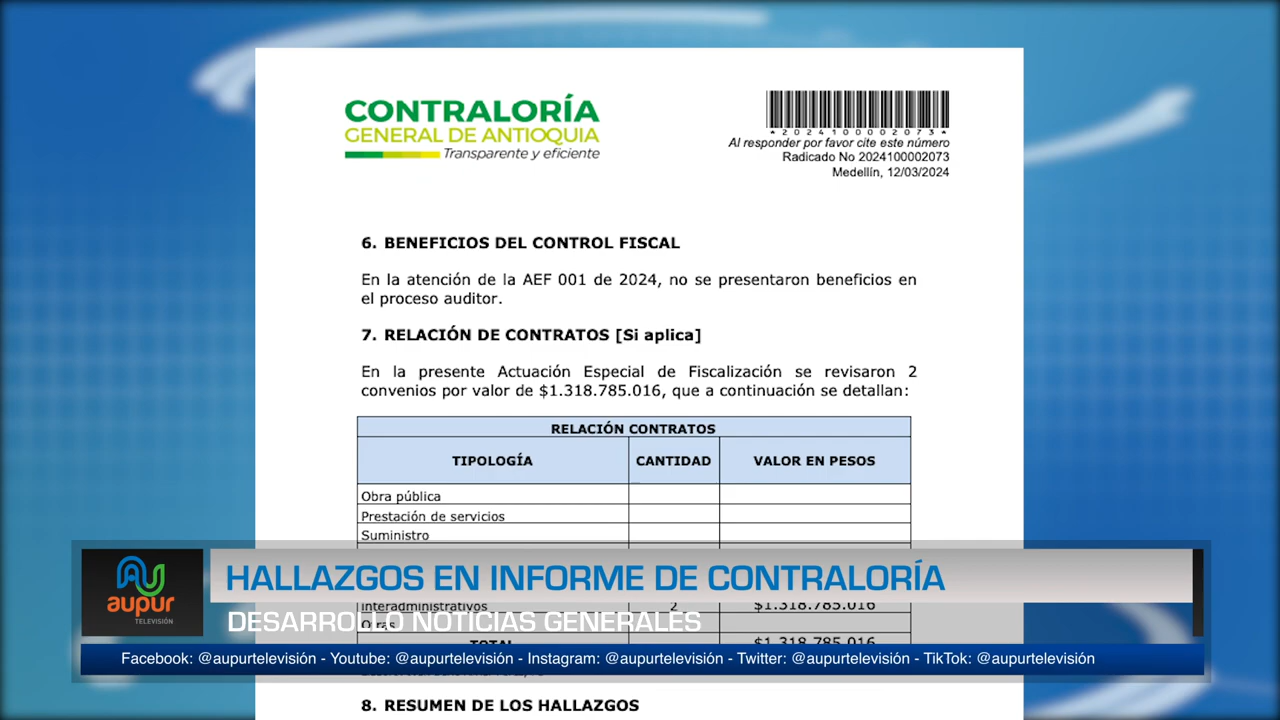 CONTRALORÍA
GENERAL DE ANTIOQUIA
Transparente y eficiente
*2024100002073*
Al responder por favor cite este número
Radicado No 2024100002073
Medellín, 12/03/2024
6. BENEFICIOS DEL CONTROL FISCAL
En la atención de la AEF 001 de 2024, no se presentaron beneficios en
el proceso auditor.
7. RELACIÓN DE CONTRATOS [Si aplica]
En la presente Actuación Especial de Fiscalización se revisaron 2
convenios por valor de $1.318.785.016, que a continuación se detallan:
RELACIÓN CONTRATOS
TIPOLOGÍA CANTIDAD VALOR EN PESOS
Obra pública
Prestación de servicios
Suministro
Interadministrativos 2 $1.318.785.016
Otras
TOTAL $1.318.785.016
8. RESUMEN DE LOS HALLAZGOS
aupur
TELEVISIÓN
HALLAZGOS EN INFORME DE CONTRALORÍA
DESARROLLO NOTICIAS GENERALES
Facebook: @aupurtelevisión - Youtube: @aupurtelevisión - Instagram: @aupurtelevisión - Twitter: @aupurtelevisión - TikTok: @aupurtelevisión